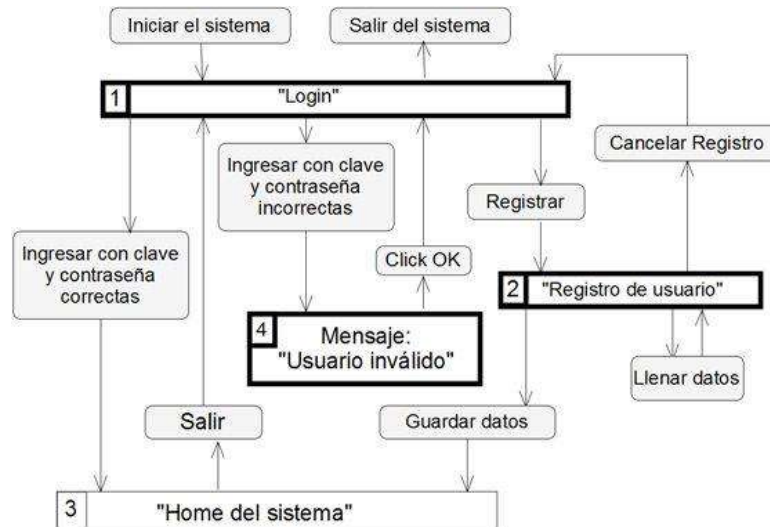 Iniciar el sistema
Salir del sistema
1
"Login"
Cancelar Registro
Ingresar con clave
y contraseña
incorrectas
Registrar
Ingresar con clave
y contraseña
correctas
Click OK
2
"Registro de usuario"
4
Mensaje:
"Usuario inválido"
Llenar datos
Salir
Guardar datos
3
"Home del sistema"